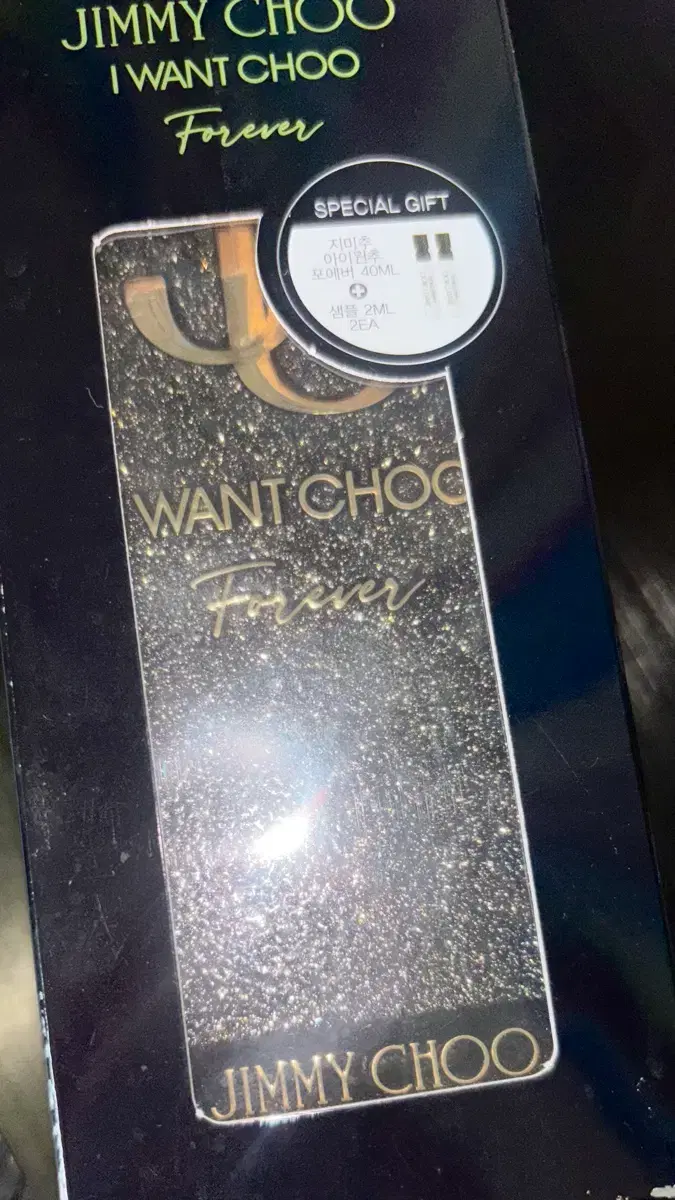 JIMMY CHOO
I WANT CHOO
Forever
SPECIAL GIFT
지미추
아이원추
포에버 40ML
샘플 2ML
2EA
WANT CHOO
Forever
JIMMY CHOO